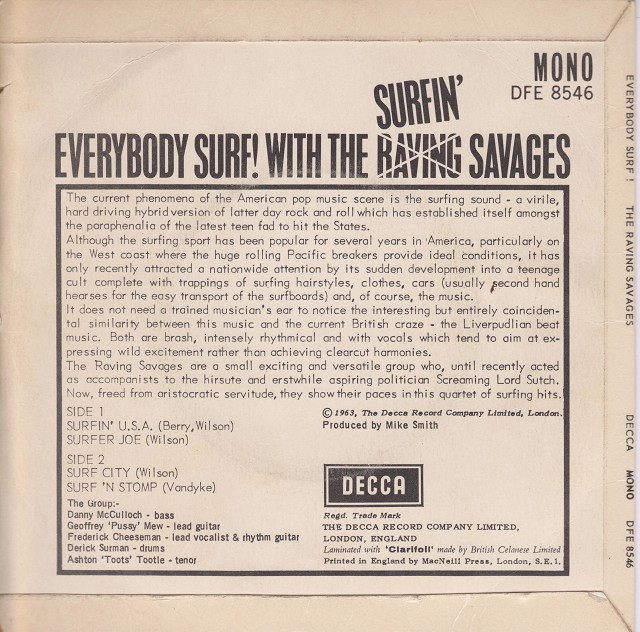 MONO
DFE 8546
SURFIN'
EVERYBODY SURF! WITH THE RAVING SAVAGES
The current phenomena of the American pop music scene is the surfing sound - a virile,
hard driving hybrid version of latter day rock and roll which has established itself amongst
the paraphenalia of the latest teen fad to hit the States.
Although the surfing sport has been popular for several years in America, particularly on
the West coast where the huge rolling Pacific breakers provide ideal conditions, it has
only recently attracted a nationwide attention by its sudden development into a teenage
cult complete with trappings of surfing hairstyles, clothes, cars (usually second hand
hearses for the easy transport of the surfboards) and, of course, the music.
It does not need a trained musician's ear to notice the interesting but entirely coinciden-
tal similarity between this music and the current British craze - the Liverpudlian beat
music. Both are brash, intensely rhythmical and with vocals which tend to aim at ex-
pressing wild excitement rather than achieving clearcut harmonies.
The Raving Savages are a small exciting and versatile group who, until recently acted
as accompanists to the hirsute and erstwhile aspiring politician Screaming Lord Sutch.
Now, freed from aristocratic servitude, they show their paces in this quartet of surfing hits.
SIDE 1
SURFIN' U.S.A. (Berry, Wilson)
SURFER JOE (Wilson)
SIDE 2
SURF CITY (Wilson)
SURF 'N STOMP (Vandyke)
The Group:-
Danny McCulloch - bass
Geoffrey 'Pussy' Mew - lead guitar
Frederick Cheeseman - lead vocalist & rhythm guitar
Derick Surman - drums
Ashton 'Toots' Tootle - tenor
© 1963, The Decca Record Company Limited, London.
Produced by Mike Smith
DECCA
Regd. Trade Mark
THE DECCA RECORD COMPANY LIMITED,
LONDON, ENGLAND
Laminated with 'Clarifoil' made by British Celanese Limited
Printed in England by MacNeill Press, London, S.E.1.
EVERYBODY SURF! THE RAVING SAVAGES DECCA MONO DFE 8546